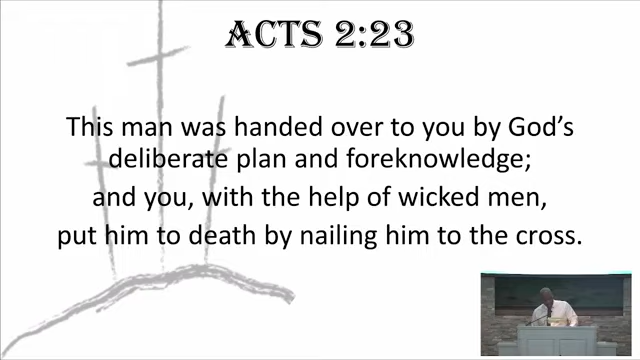 ACTS 2:23
This man was handed over to you by God's
deliberate plan and foreknowledge;
and you, with the help of wicked men,
put him to death by nailing him to the cross.